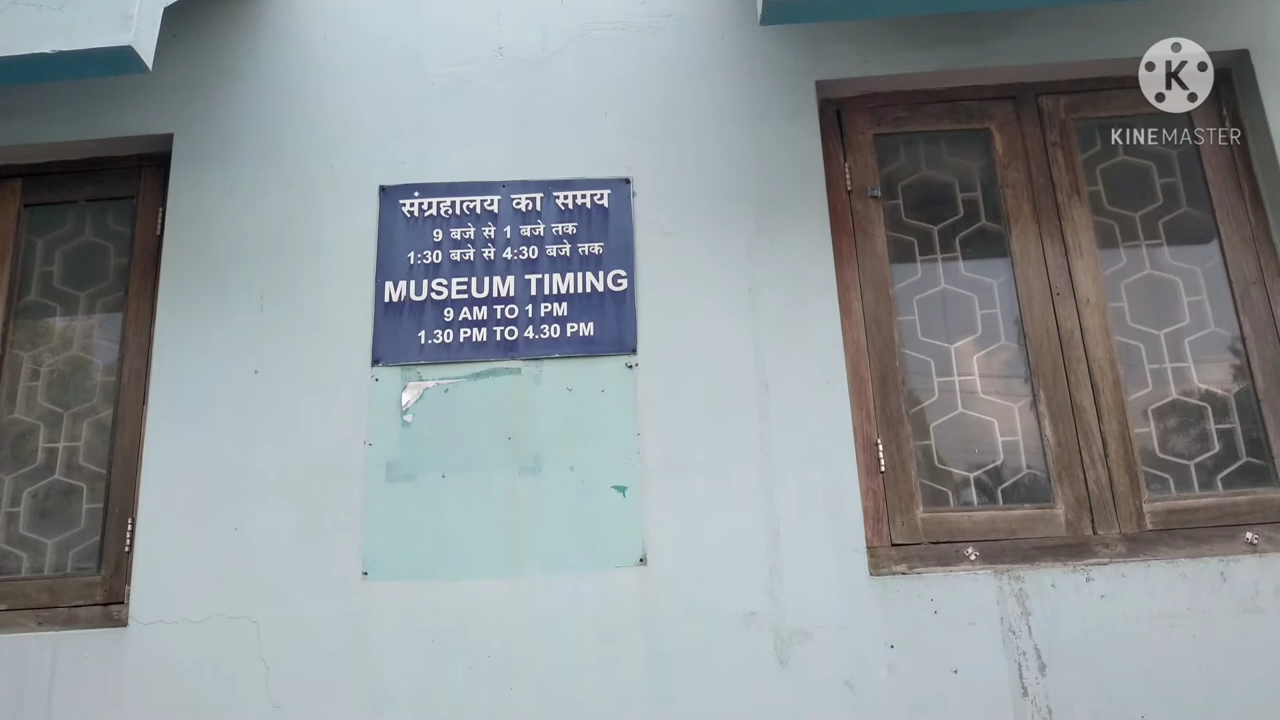 संग्रहालय का समय
9 बजे से 1 बजे तक
1:30 बजे से 4:30 बजे तक
MUSEUM TIMING
9 AM TO 1 PM
1.30 PM TO 4.30 PM
K
KINEMASTER